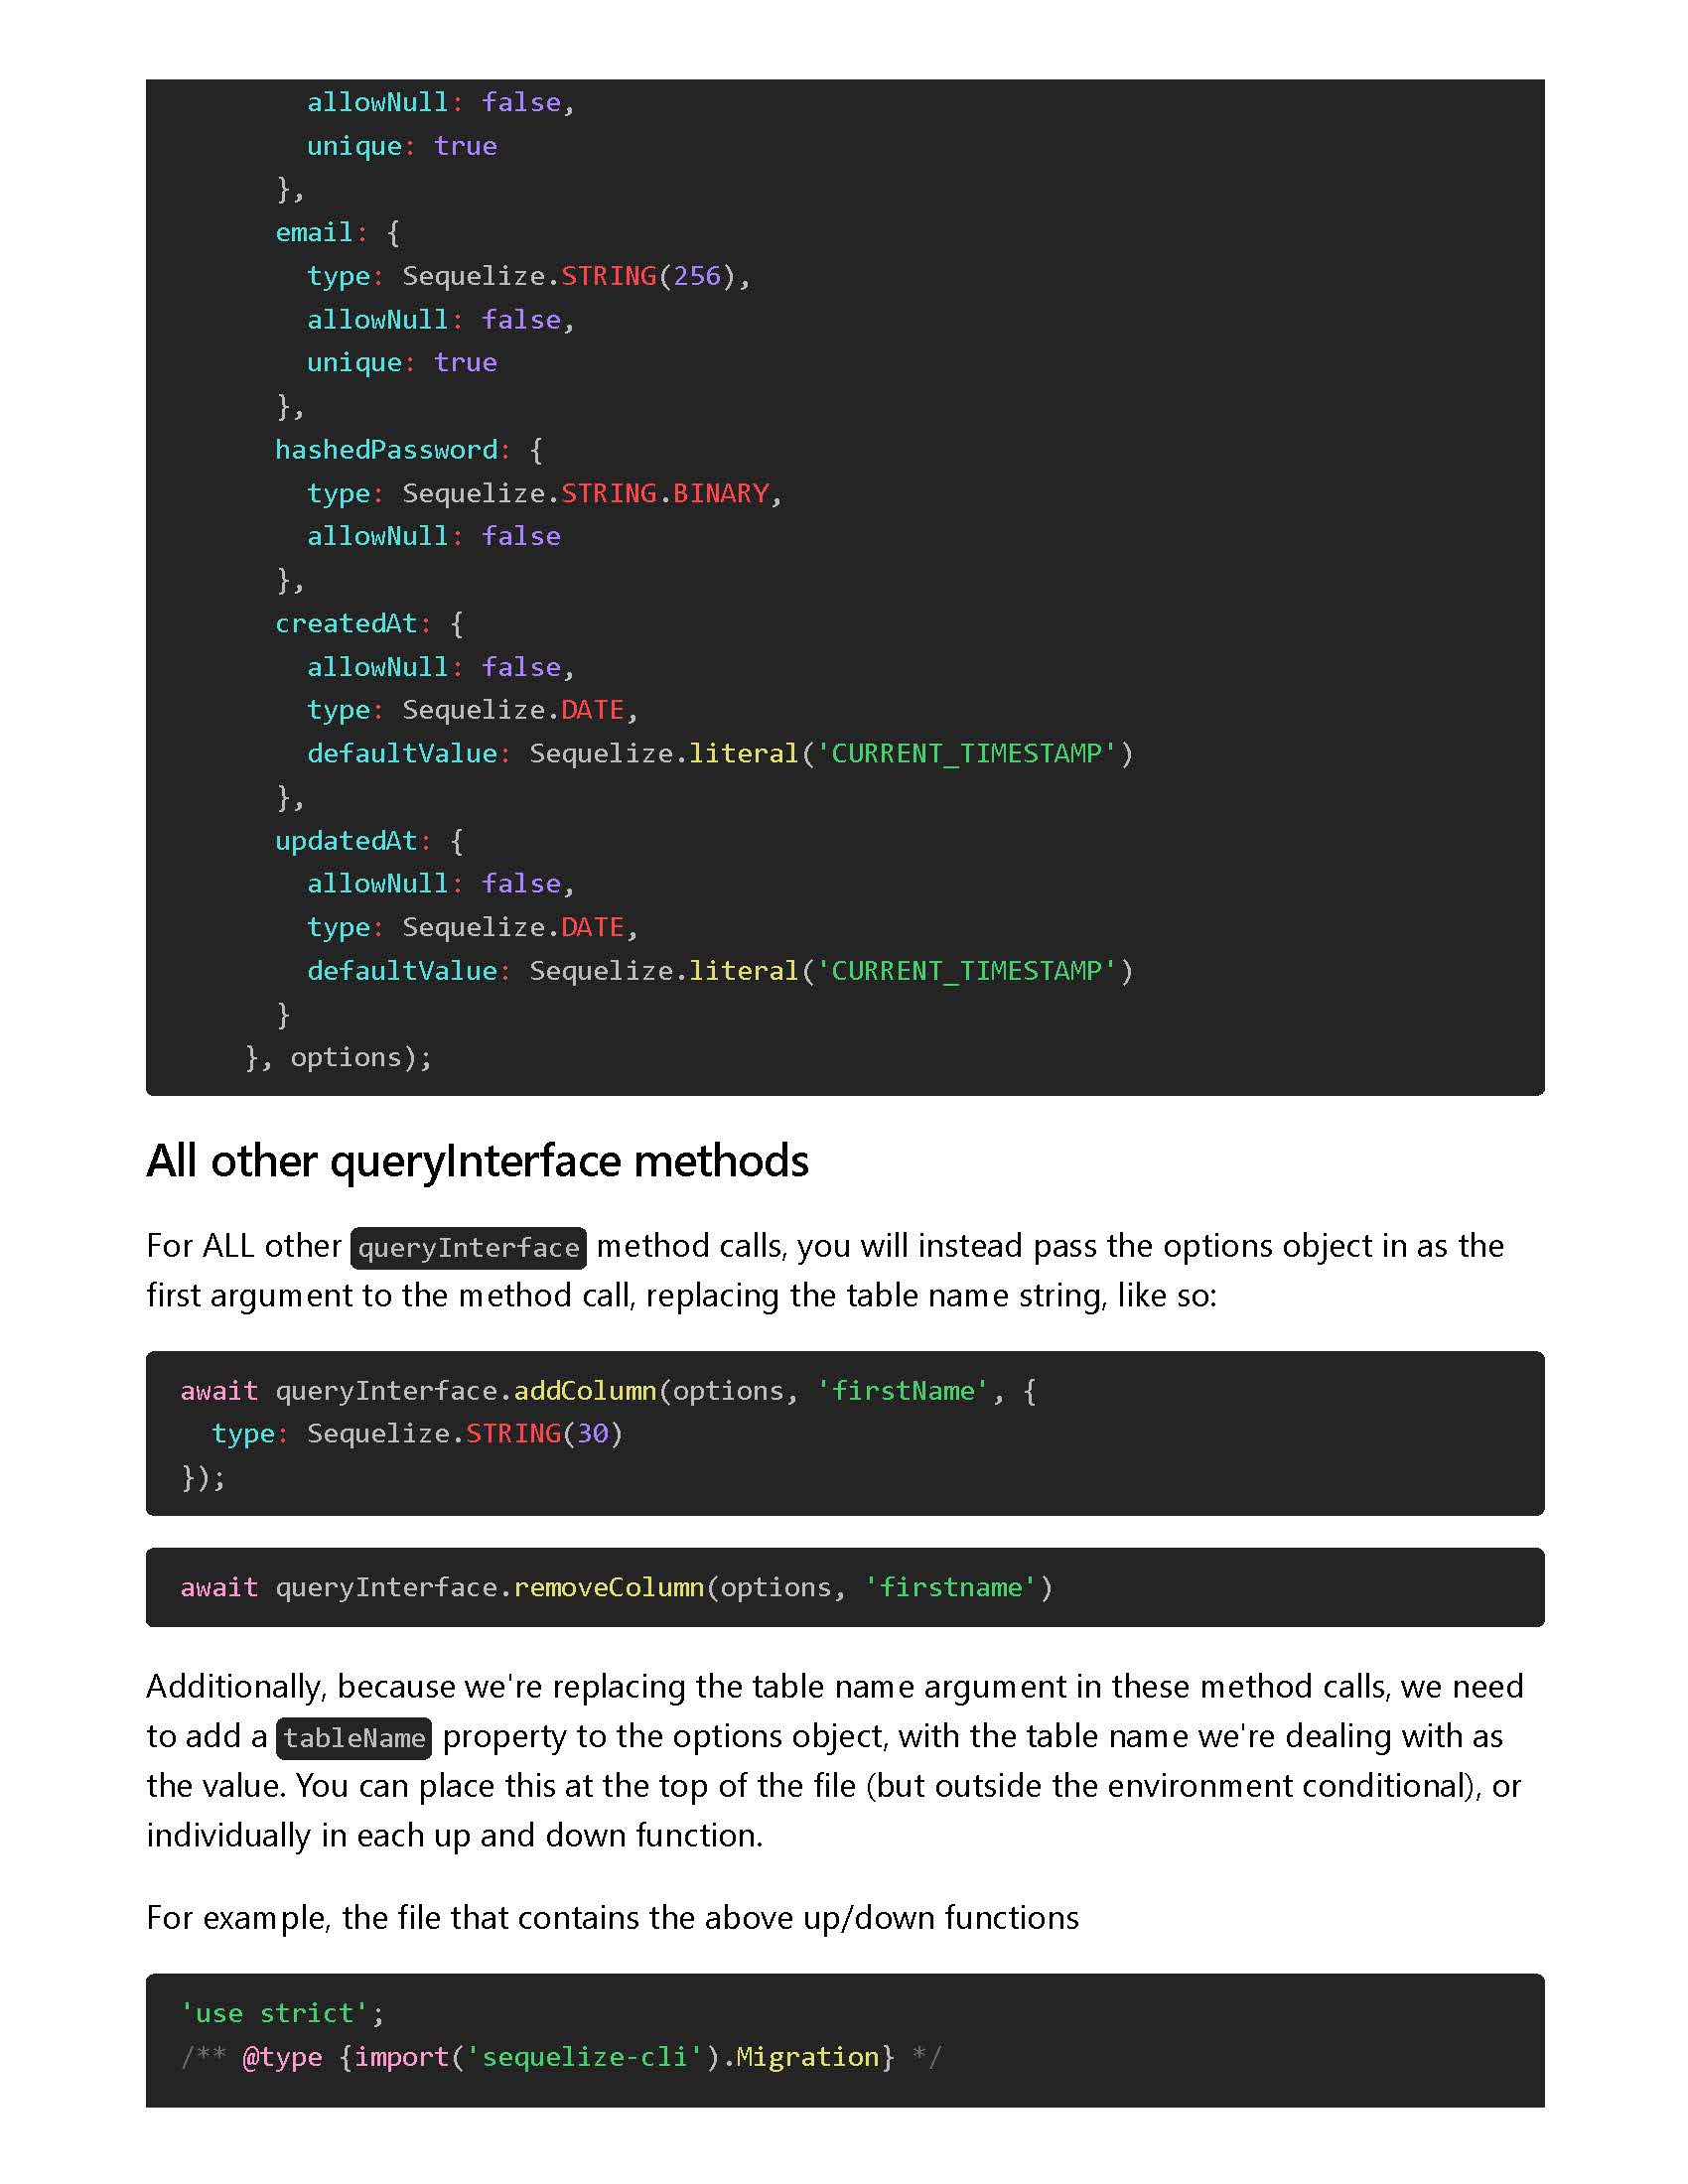 allowNull: false,
unique: true
},
email: {
type: Sequelize.STRING(256),
allowNull: false,
unique: true
},
hashedPassword: {
type: Sequelize.STRING.BINARY,
allowNull: false
},
createdAt: {
allowNull: false,
type: Sequelize.DATE,
defaultValue: Sequelize.literal('CURRENT_TIMESTAMP')
},
updatedAt: {
allowNull: false,
type: Sequelize.DATE,
defaultValue: Sequelize.literal('CURRENT_TIMESTAMP')
}
}, options);
All other queryInterface methods
For ALL other queryInterface method calls, you will instead pass the options object in as the
first argument to the method call, replacing the table name string, like so:
await queryInterface.addColumn(options, 'firstName', {
type: Sequelize.STRING(30)
});
await queryInterface.removeColumn(options, 'firstname')
Additionally, because we're replacing the table name argument in these method calls, we need
to add a tableName property to the options object, with the table name we're dealing with as
the value. You can place this at the top of the file (but outside the environment conditional), or
individually in each up and down function.
For example, the file that contains the above up/down functions
'use strict';
/** @type {import('sequelize-cli').Migration} */